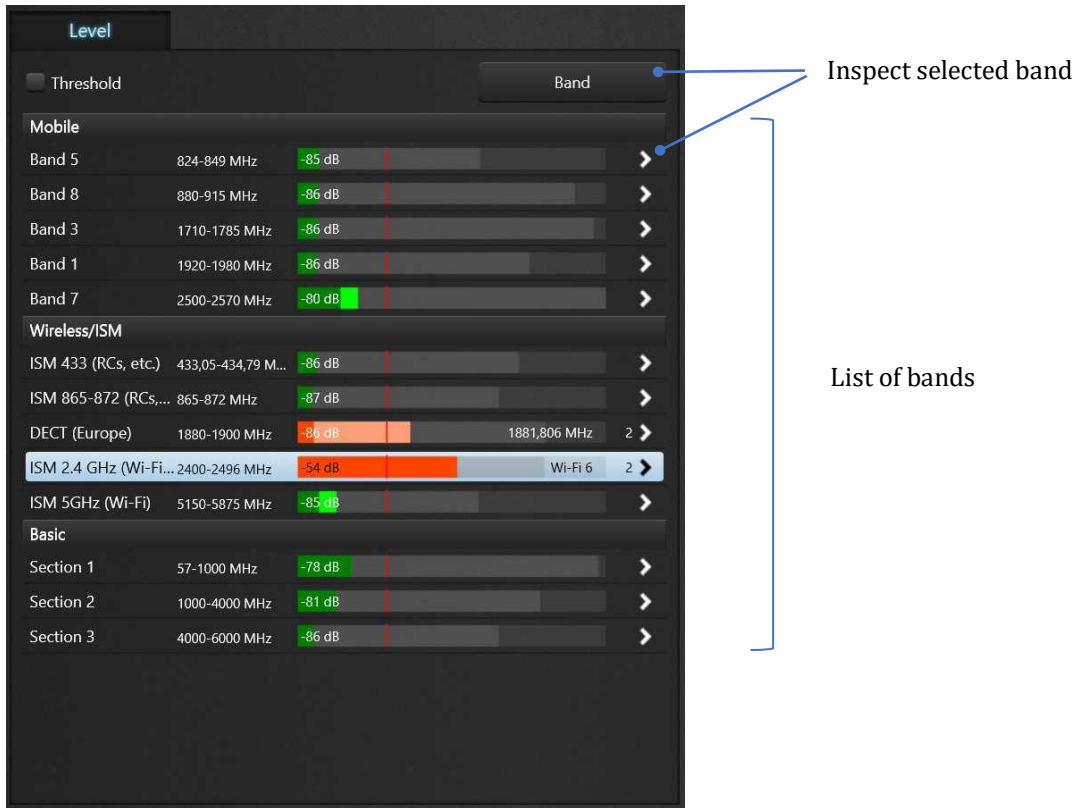 Level
Threshold
Band
Inspect selected band
Mobile
Band 5 824-849 MHz -85 dB
Band 8 880-915 MHz -86 dB
Band 3 1710-1785 MHz -86 dB
Band 1 1920-1980 MHz -86 dB
Band 7 2500-2570 MHz -80 dB
Wireless/ISM
ISM 433 (RCs, etc.) 433,05-434,79 M... -86 dB
ISM 865-872 (RCs,... 865-872 MHz -87 dB
List of bands
DECT (Europe) 1880-1900 MHz -86 dB 1881,806 MHz 2
ISM 2.4 GHz (Wi-Fi... 2400-2496 MHz -54 dB Wi-Fi 6 2
ISM 5GHz (Wi-Fi) 5150-5875 MHz -85 dB
Basic
Section 1 57-1000 MHz -78 dB
Section 2 1000-4000 MHz -81 dB
Section 3 4000-6000 MHz -86 dB